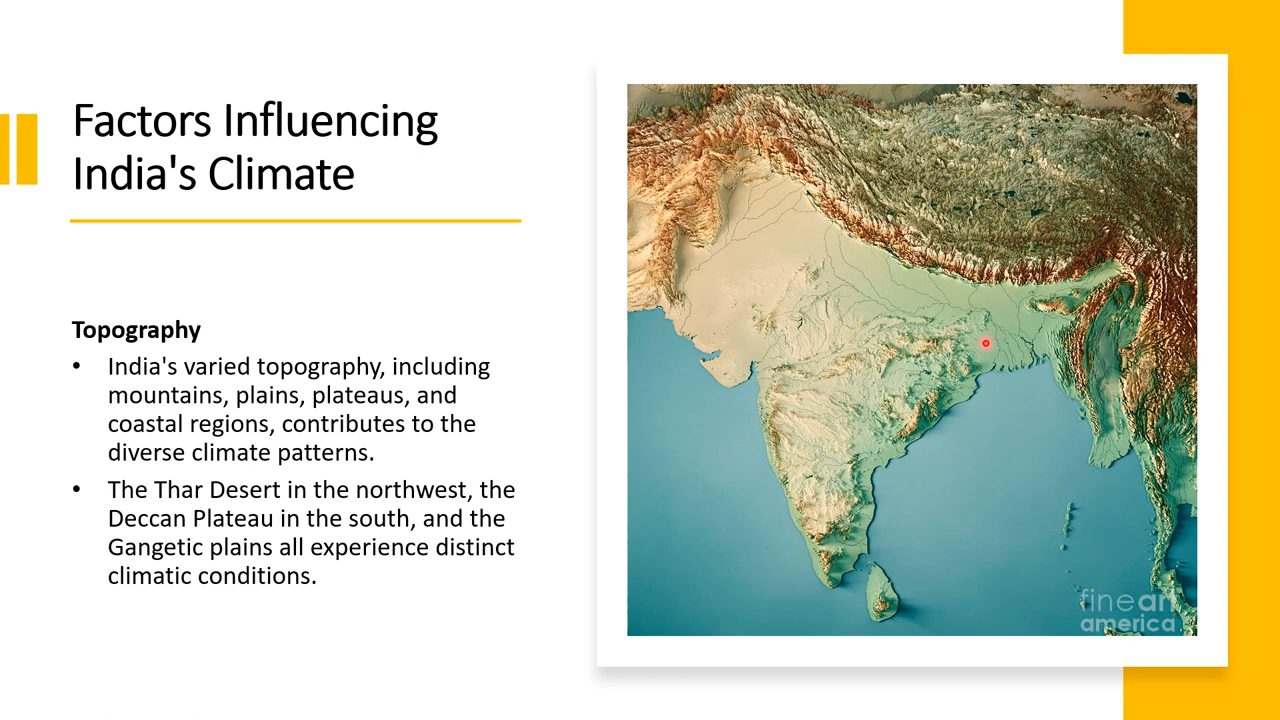 Factors Influencing
India's Climate
Topography
• India's varied topography, including
mountains, plains, plateaus, and
coastal regions, contributes to the
diverse climate patterns.
• The Thar Desert in the northwest, the
Deccan Plateau in the south, and the
Gangetic plains all experience distinct
climatic conditions.
fine art
america